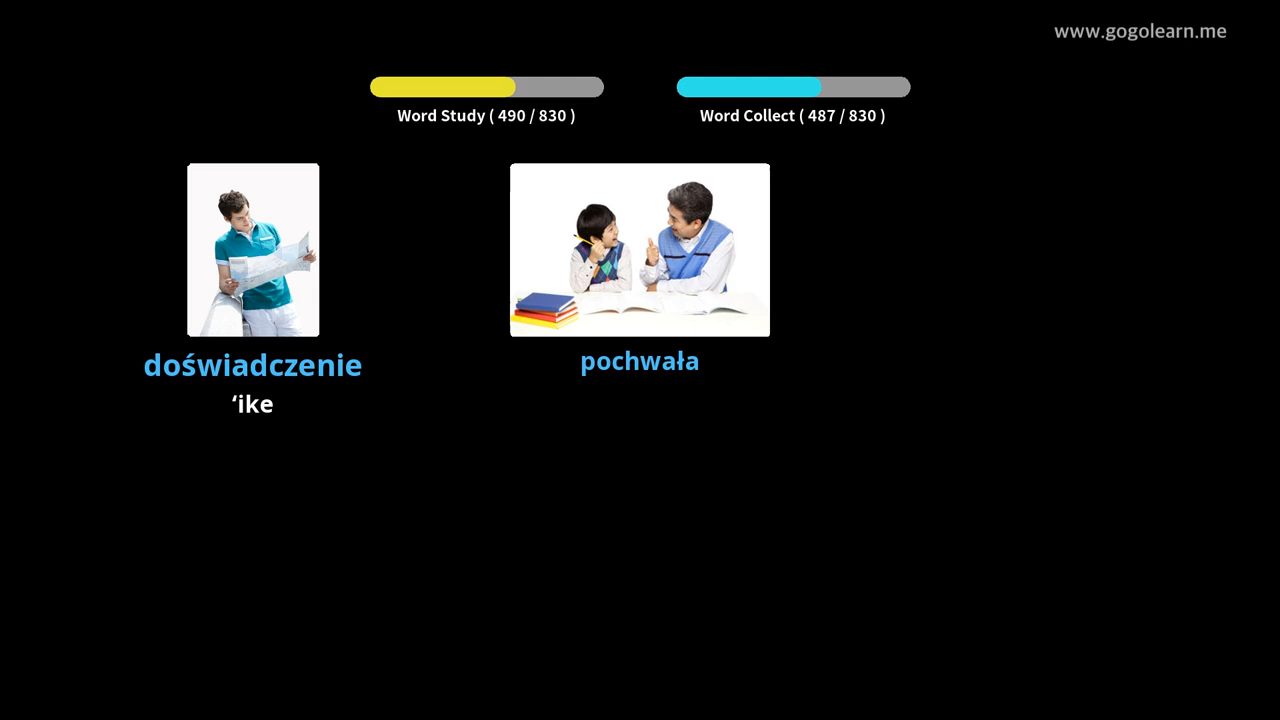 www.gogolearn.me
Word Study ( 490 / 830 )
Word Collect ( 487 / 830 )
doświadczenie
‘ike
pochwała